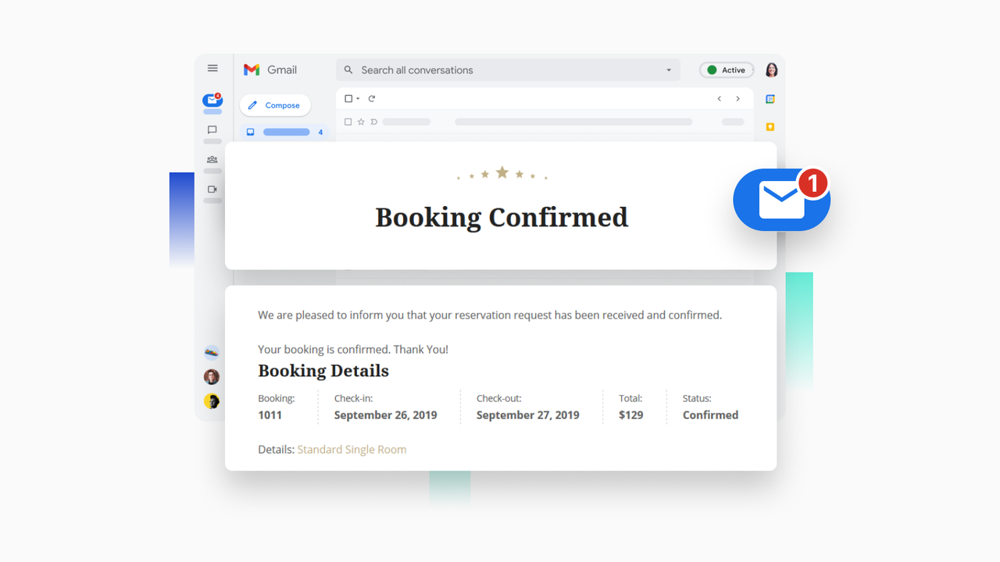 Gmail
Search all conversations
Active
4
Compose
31
4
Booking Confirmed
1
We are pleased to inform you that your reservation request has been received and confirmed.
Your booking is confirmed. Thank You!
Booking Details
Booking: Check-in: Check-out: Total: Status:
1011 September 26, 2019 September 27, 2019 $129 Confirmed
Details: Standard Single Room